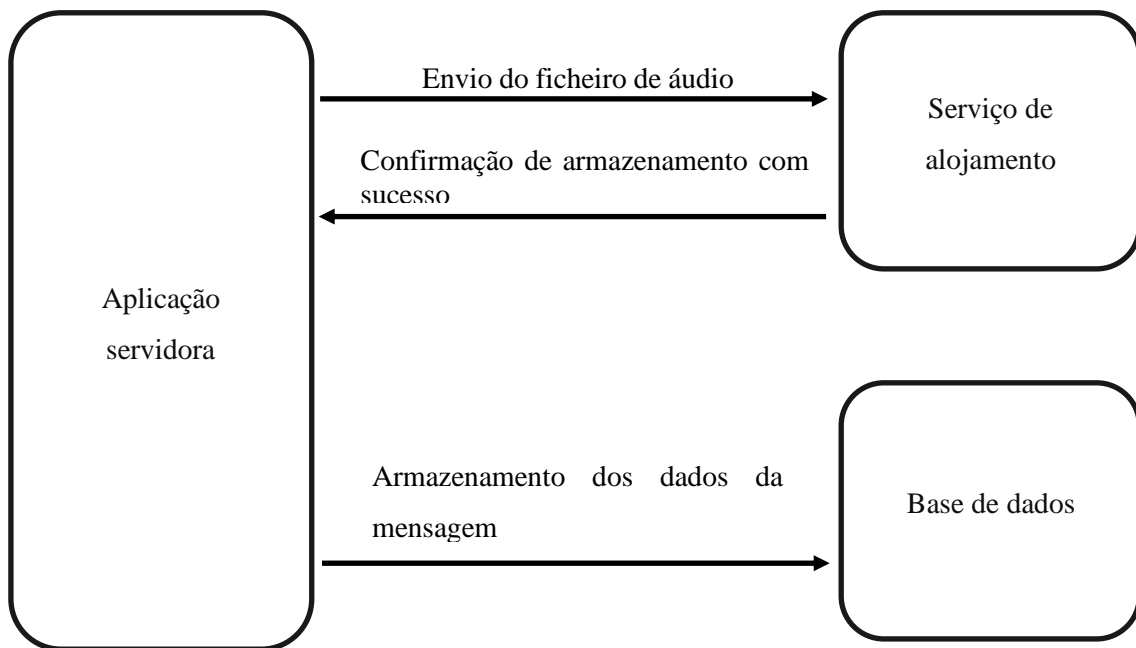 Envio do ficheiro de áudio
Serviço de
alojamento
Confirmação de armazenamento com
sucesso
Aplicação
servidora
Armazenamento dos dados da
mensagem
Base de dados